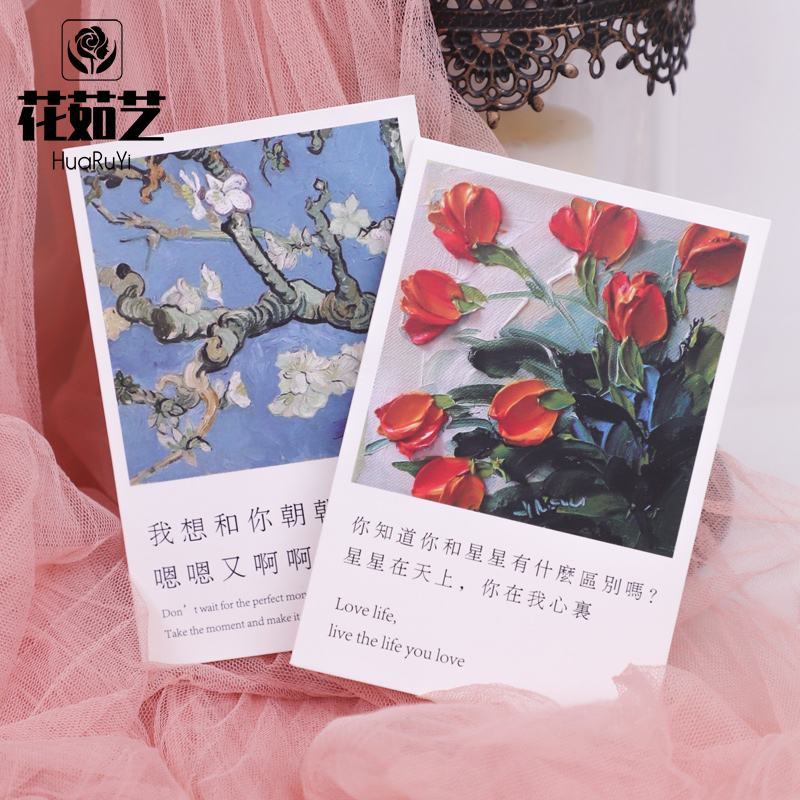 花茹艺
HuaRuYi
我想和你朝朝
嗯嗯又啊啊
Don't wait for the perfect
Take the moment and make it
你知道你和星星有什麼區別嗎?
星星在天上，你在我心裏
Love life,
live the life you love